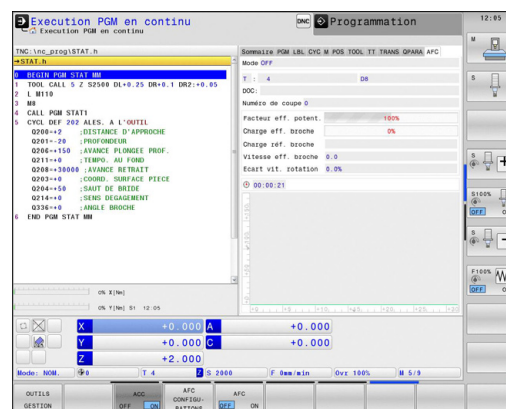 Execution PGM en continu
Execution PGM en continu
DNC
Programmation
12:05
TNC:\nc_prog\STAT.h
→STAT.h
0 BEGIN PGM STAT MM
1 TOOL CALL 5 Z S2500 DL+0.25 DR+0.1 DR2:+0.05
2 L M110
3 M8
4 CALL PGM STAT1
5 CYCL DEF 202 ALES. A L'OUTIL
Q200=+2 ;DISTANCE D'APPROCHE
Q201=-20 ;PROFONDEUR
Q206=+150 ;AVANCE PLONGEE PROF.
Q211=+0 ;TEMPO. AU FOND
Q208=+30000 ;AVANCE RETRAIT
Q203=+0 ;COORD. SURFACE PIECE
Q204=+50 ;SAUT DE BRIDE
Q214=+0 ;SENS DEGAGEMENT
Q336=+0 ;ANGLE BROCHE
6 END PGM STAT MM
0% X[Nm]
0% Y[Nm] S1 12:05
Sommaire PGM LBL CYC M POS TOOL TT TRANS QPARA AFC
Mode OFF
T : 4 D8
DOC:
Numéro de coupe 0
Facteur eff. potent. 100%
Charge eff. broche 0%
Charge réf. broche
Vitesse eff. broche 0.0
Ecart vit. rotation 0.0%
00:00:21
M
S
S
S100%
OFF
S
F100%
OFF
X +0.000 A +0.000
Y +0.000 C +0.000
Z +2.000
Mode: NOM. 0 T 4 Z S 2000 F 0mm/min Ovr 100% M 5/9
OUTILS
GESTION
ACC
OFF ON
AFC
CONFIGU-
RATIONS
AFC
OFF ON